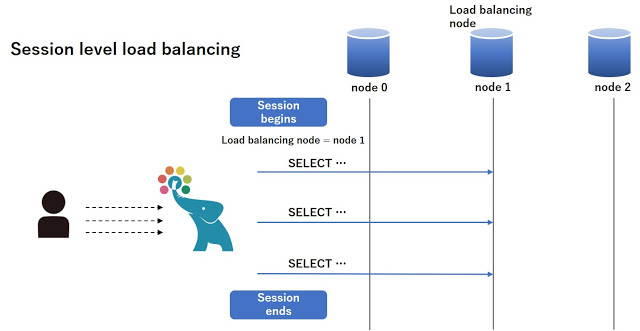 Load balancing
node
Session level load balancing
node 0
node 1
node 2
Session
begins
Load balancing node = node 1
SELECT ⋯
SELECT ⋯
SELECT ⋯
Session
ends